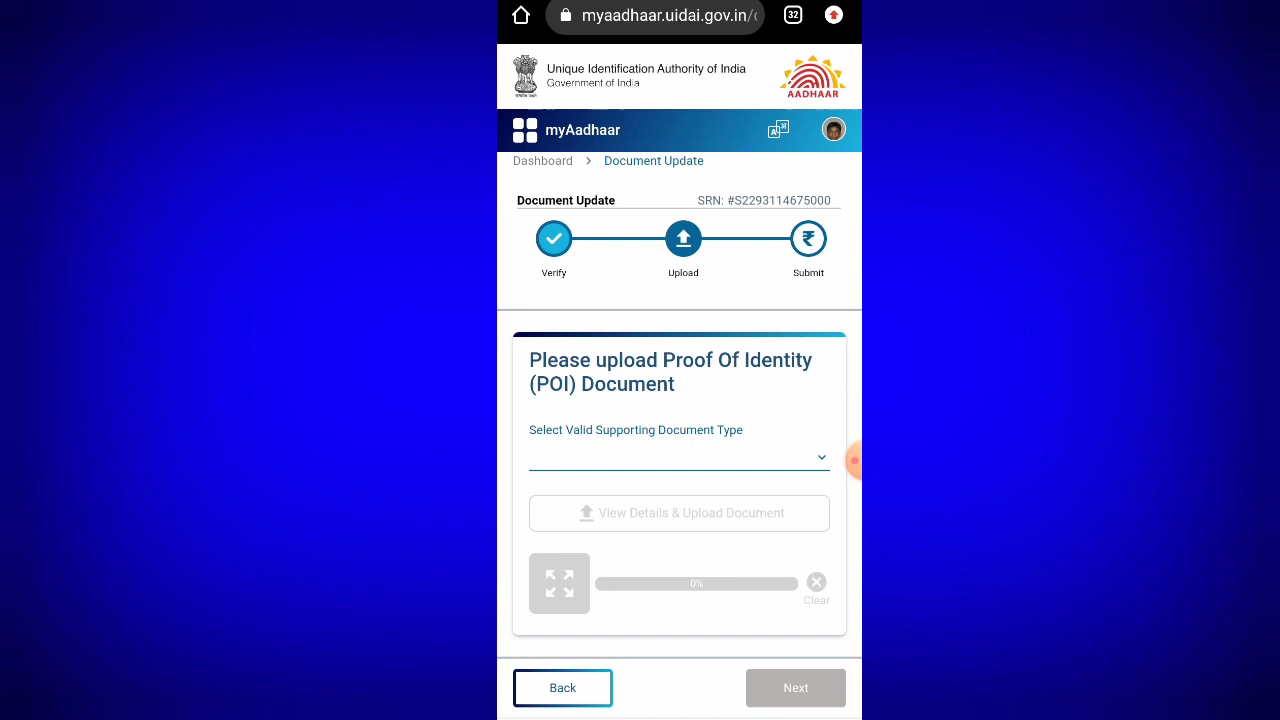 32
myaadhaar.uidai.gov.in/
Unique Identification Authority of India
Government of India
AADHAAR
myAadhaar
Dashboard > Document Update
Document Update SRN: #S2293114675000
₹
Verify Upload Submit
Please upload Proof Of Identity
(POI) Document
Select Valid Supporting Document Type
View Details & Upload Document
0%
Clear
Back Next